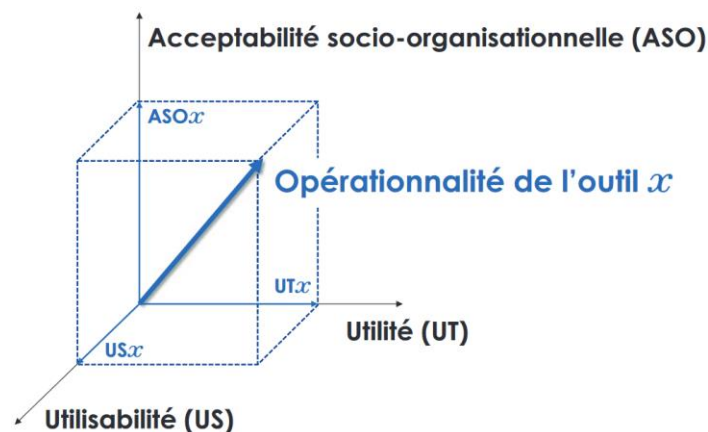 Acceptabilité socio-organisationnelle (ASO)
ASOx
Opérationnalité de l'outil x
UTx
Utilité (UT)
USx
Utilisabilité (US)